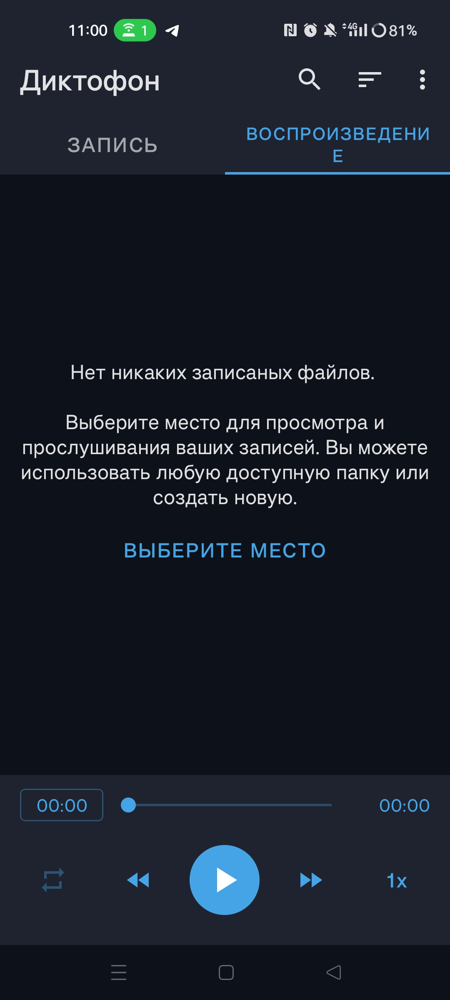 11:00 1 4G 81%
Диктофон
ЗАПИСЬ
ВОСПРОИЗВЕДЕНИ
Е
Нет никаких записаных файлов.
Выберите место для просмотра и
прослушивания ваших записей. Вы можете
использовать любую доступную папку или
создать новую.
ВЫБЕРИТЕ МЕСТО
00:00 00:00
1x